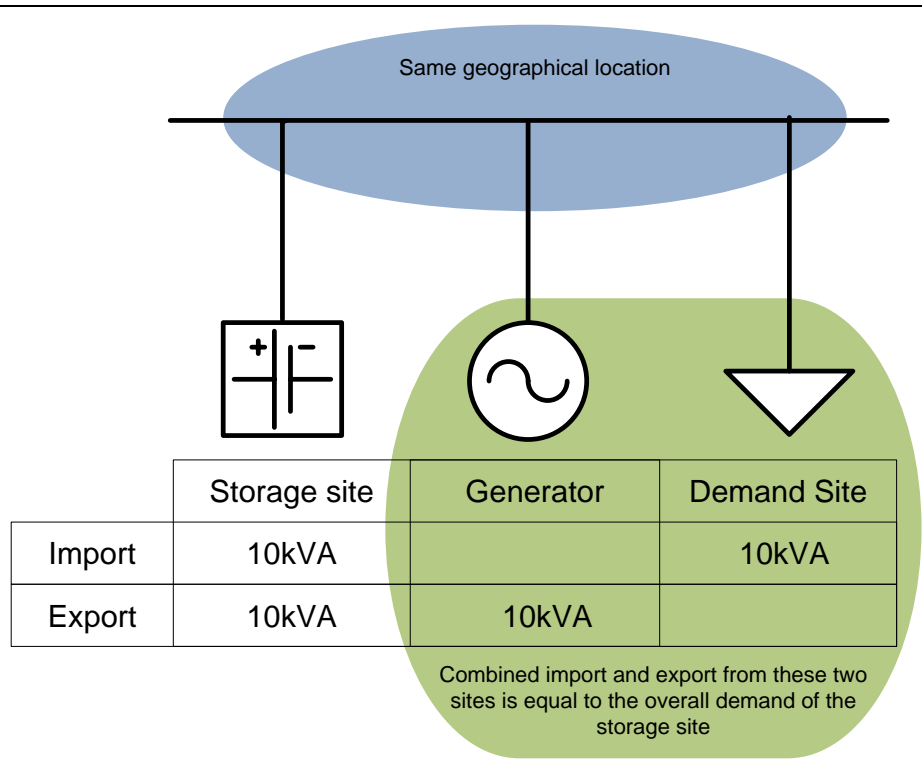 Same geographical location
+ −
Storage site Generator Demand Site
Import 10kVA 10kVA
Export 10kVA 10kVA
Combined import and export from these two
sites is equal to the overall demand of the
storage site